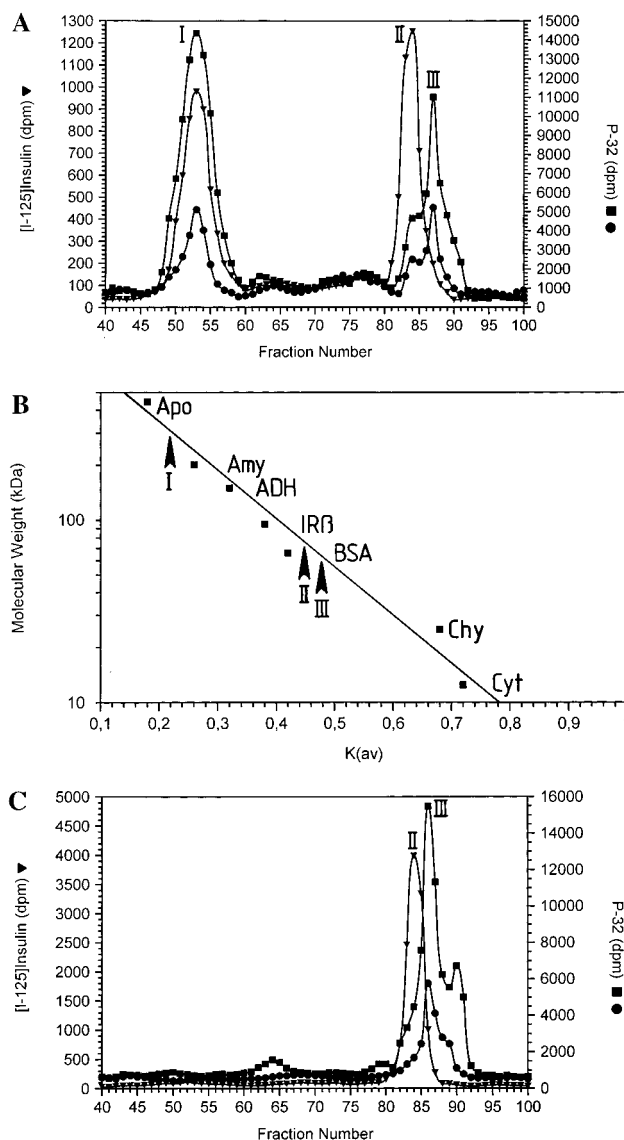 A
I
II
III
1300
1200
1100
1000
900
800
700
600
500
400
300
200
100
0
[I-125]Insulin (dpm) ▼
15000
14000
13000
12000
11000
10000
9000
8000
7000
6000
5000
4000
3000
2000
1000
0
P-32 (dpm) ■ ●
40 45 50 55 60 65 70 75 80 85 90 95 100
Fraction Number
B
Molecular Weight (kDa)
100
10
Apo
I
Amy
ADH
IRß
BSA
II
III
Chy
Cyt
0,1 0,2 0,3 0,4 0,5 0,6 0,7 0,8 0,9
K(av)
C
II
III
5000
4500
4000
3500
3000
2500
2000
1500
1000
500
0
[I-125]Insulin (dpm) ▼
16000
14000
12000
10000
8000
6000
4000
2000
0
P-32 (dpm) ■ ●
40 45 50 55 60 65 70 75 80 85 90 95 100
Fraction Number